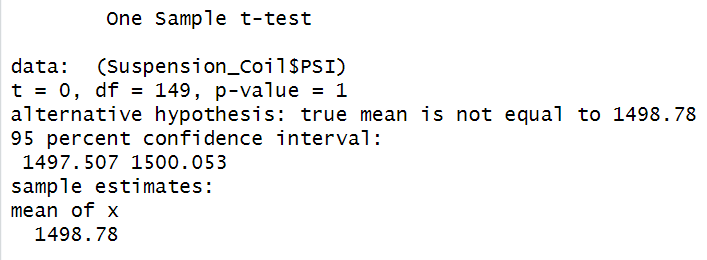 One Sample t-test
data:  (Suspension_Coil$PSI)
t = 0, df = 149, p-value = 1
alternative hypothesis: true mean is not equal to 1498.78
95 percent confidence interval:
 1497.507 1500.053
sample estimates:
mean of x
  1498.78